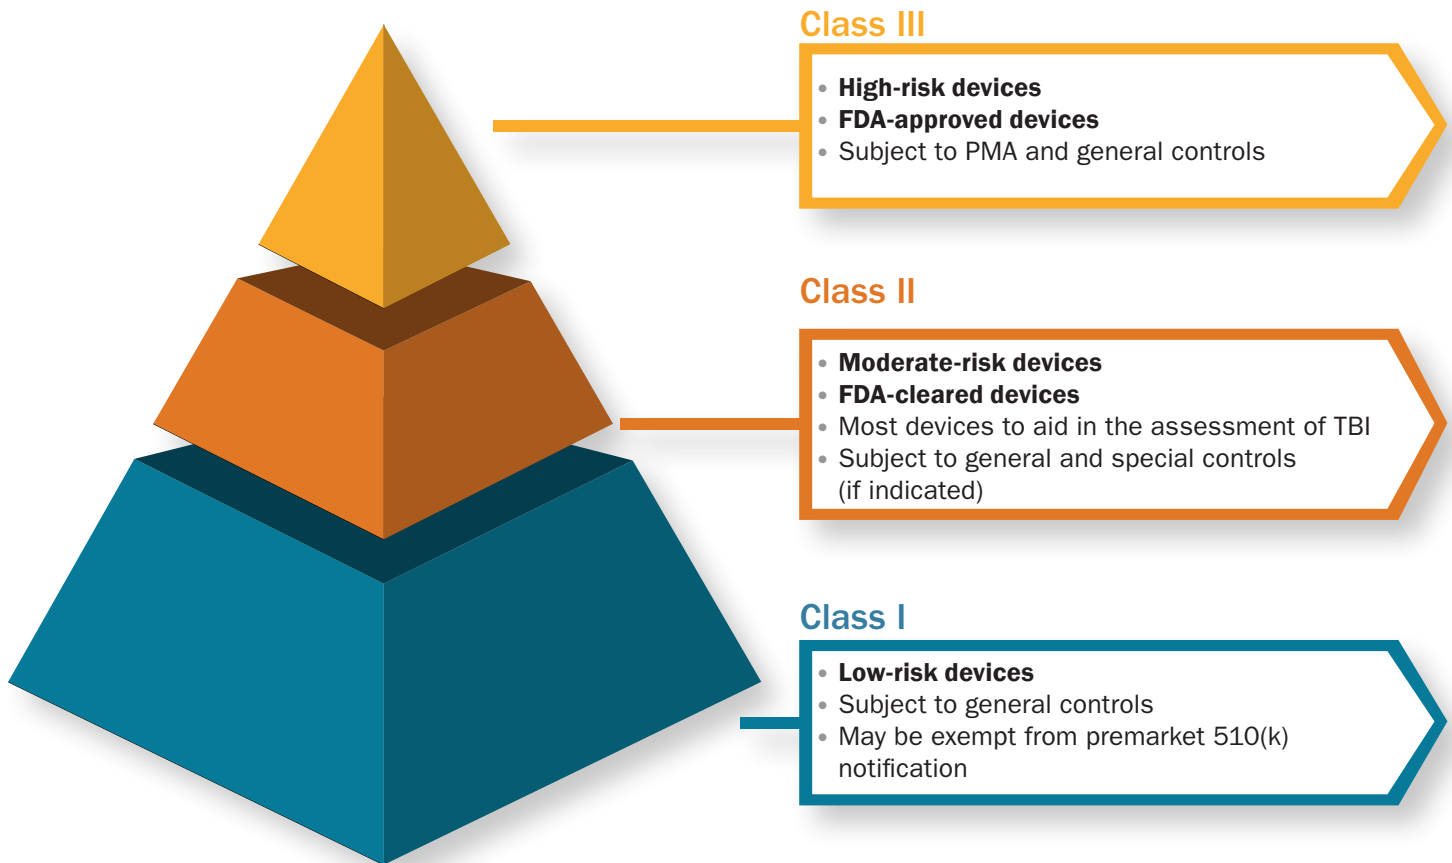 Class III
• High-risk devices
• FDA-approved devices
• Subject to PMA and general controls
Class II
• Moderate-risk devices
• FDA-cleared devices
• Most devices to aid in the assessment of TBI
• Subject to general and special controls
(if indicated)
Class I
• Low-risk devices
• Subject to general controls
• May be exempt from premarket 510(k)
notification